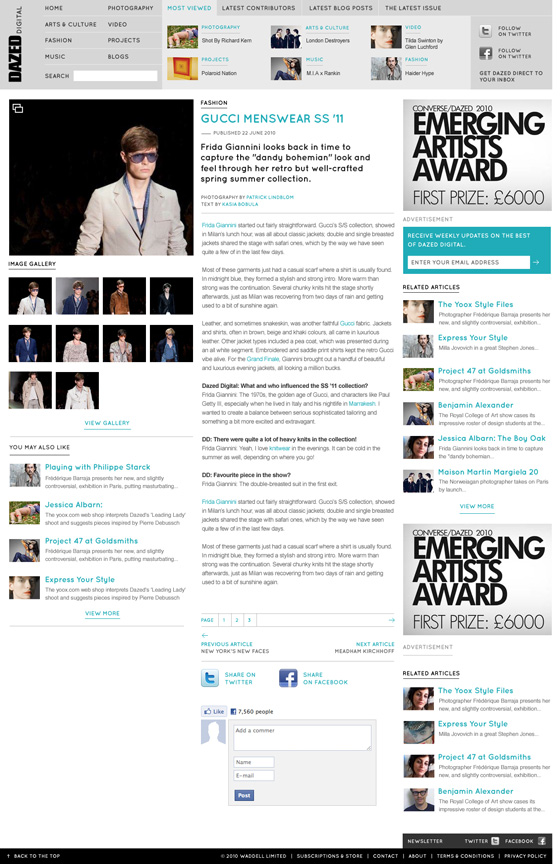 DAZED
DIGITAL
HOME
PHOTOGRAPHY
ARTS & CULTURE
VIDEO
FASHION
PROJECTS
MUSIC
BLOGS
SEARCH
MOST VIEWED
LATEST CONTRIBUTORS
LATEST BLOG POSTS
THE LATEST ISSUE
PHOTOGRAPHY
Shot By Richard Kern
ARTS & CULTURE
London Destroyers
VIDEO
Tilda Swinton by
Glen Luchford
PROJECTS
Polaroid Nation
MUSIC
M.I.A x Rankin
FASHION
Haider Hype
FOLLOW
ON TWITTER
FOLLOW
ON TWITTER
GET DAZED DIRECT TO
YOUR INBOX
IMAGE GALLERY
VIEW GALLERY
YOU MAY ALSO LIKE
Playing with Philippe Starck
Frédérique Barraja presents her new, and slightly
controversial, exhibition in Paris, putting masturbating...
Jessica Albarn:
The yoox.com web shop interprets Dazed's 'Leading Lady'
shoot and suggests pieces inspired by Pierre Debusschere
Project 47 at Goldsmiths
Frédérique Barraja presents her new, and slightly
controversial, exhibition in Paris, putting masturbating...
Express Your Style
The yoox.com web shop interprets Dazed's 'Leading Lady'
shoot and suggests pieces inspired by Pierre Debusschere
VIEW MORE
FASHION
GUCCI MENSWEAR SS '11
PUBLISHED 22 JUNE 2010
Frida Giannini looks back in time to
capture the "dandy bohemian" look and
feel through her retro but well-crafted
spring summer collection.
PHOTOGRAPHY BY PATRICK LINDBLOM
TEXT BY KASIA BOBULA
Frida Giannini started out fairly straightforward. Gucci's S/S collection, showed
in Milan's lunch hour, was all about classic jackets; double and single breasted
jackets shared the stage with safari ones, which by the way we have seen
quite a few of in the last few days.
Most of these garments just had a casual scarf where a shirt is usually found.
In midnight blue, they formed a stylish and strong intro. More warm than
strong was the continuation. Several chunky knits hit the stage shortly
afterwards, just as Milan was recovering from two days of rain and getting
used to a bit of sunshine again.
Leather, and sometimes snakeskin, was another faithful Gucci fabric. Jackets
and shirts, often in brown, beige and khaki colours, all came in luxurious
leather. Other jacket types included a pea coat, which was presented during
an all white segment. Embroidered and saddle print shirts kept the retro Gucci
vibe alive. For the Grand Finale, Giannini brought out a handful of beautiful
and luxurious evening jackets, all looking a million bucks.
Dazed Digital: What and who influenced the SS '11 collection?
Frida Giannini: The 1970s, the golden age of Gucci, and characters like Paul
Getty III, especially when he lived in Italy and his nightlife in Marrakesh. I
wanted to create a balance between serious sophisticated tailoring and
something a bit more excited and extravagant.
DD: There were quite a lot of heavy knits in the collection!
Frida Giannini: Yeah, I love knitwear in the evenings. It can be cold in the
summer as well, depending on where you go!
DD: Favourite piece in the show?
Frida Giannini: The double-breasted suit in the first exit.
Frida Giannini started out fairly straightforward. Gucci's S/S collection, showed
in Milan's lunch hour, was all about classic jackets; double and single breasted
jackets shared the stage with safari ones, which by the way we have seen
quite a few of in the last few days.
Most of these garments just had a casual scarf where a shirt is usually found.
In midnight blue, they formed a stylish and strong intro. More warm than
strong was the continuation. Several chunky knits hit the stage shortly
afterwards, just as Milan was recovering from two days of rain and getting
used to a bit of sunshine again.
PAGE 1 2 3
PREVIOUS ARTICLE
NEW YORK'S NEW FACES
NEXT ARTICLE
MEADHAM KIRCHHOFF
SHARE ON
TWITTER
SHARE
ON FACEBOOK
Like
7,560 people
Add a commer
Name
E-mail
Post
CONVERSE/DAZED 2010
EMERGING
ARTISTS
AWARD
FIRST PRIZE: £6000
ADVERTISEMENT
RECEIVE WEEKLY UPDATES ON THE BEST
OF DAZED DIGITAL.
ENTER YOUR EMAIL ADDRESS
RELATED ARTICLES
The Yoox Style Files
Photographer Frédérique Barraja presents her
new, and slightly controversial, exhibition...
Express Your Style
Milla Jovovich in a great Stephen Jones...
Project 47 at Goldsmiths
Photographer Frédérique Barraja presents her
new, and slightly controversial, exhibition...
Benjamin Alexander
The Royal College of Art show cases its
impressive roster of design students at the...
Jessica Albarn: The Boy Oak
Frida Giannini looks back in time to capture
the "dandy bohemian"...
Maison Martin Margiela 20
The Norweagian photographer takes on Paris
by launch...
VIEW MORE
CONVERSE/DAZED 2010
EMERGING
ARTISTS
AWARD
FIRST PRIZE: £6000
ADVERTISEMENT
RELATED ARTICLES
The Yoox Style Files
Photographer Frédérique Barraja presents her
new, and slightly controversial, exhibition...
Express Your Style
Milla Jovovich in a great Stephen Jones...
Project 47 at Goldsmiths
Photographer Frédérique Barraja presents her
new, and slightly controversial, exhibition...
Benjamin Alexander
The Royal College of Art show cases its
impressive roster of design students at the...
NEWSLETTER
TWITTER
FACEBOOK
↑ BACK TO THE TOP
© 2010 WADDELL LIMITED | SUBSCRIPTIONS & STORE | CONTACT | ABOUT | TERMS & CONDITIONS | PRIVACY POLICY